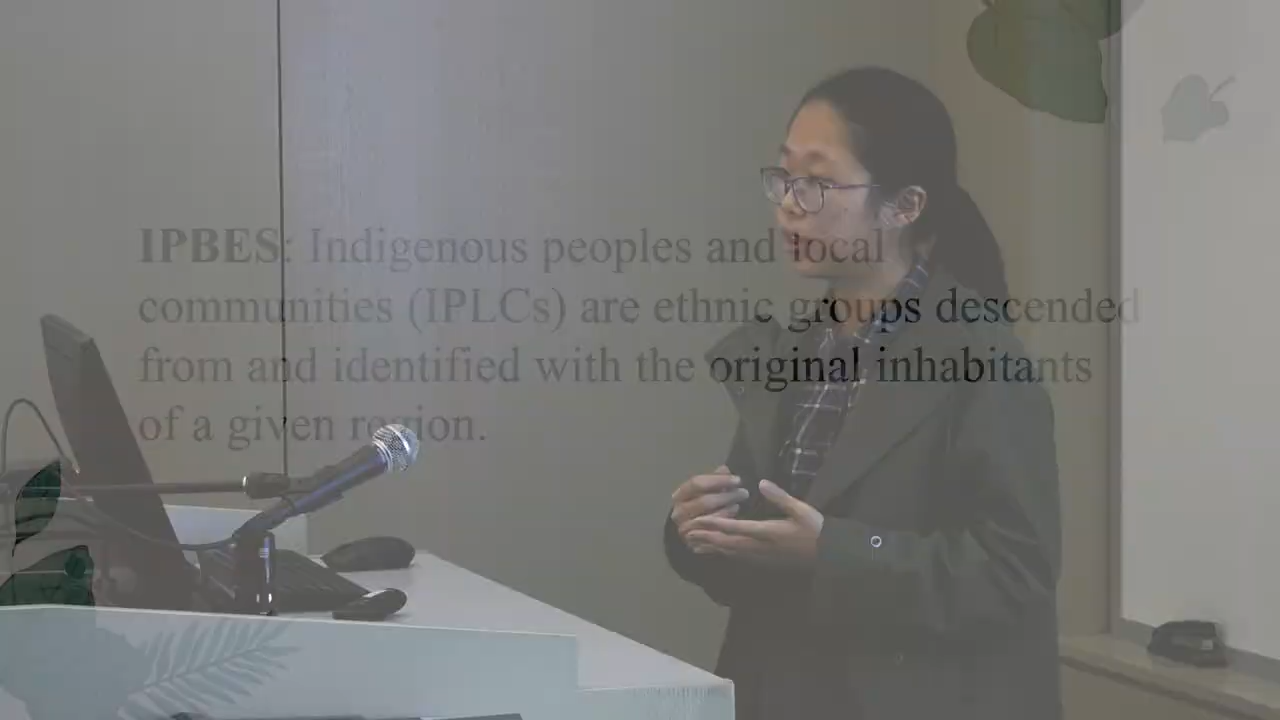 IPBES: Indigenous peoples and local
communities (IPLCs) are ethnic groups descended
from and identified with the original inhabitants
of a given region.